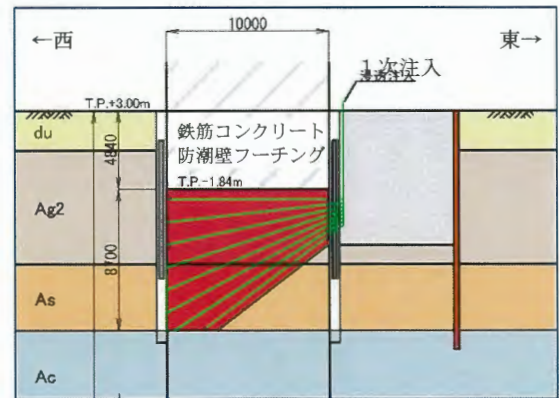 10000
←西
東→
1次注入
T.P.+3.00m
du
4840
鉄筋コンクリート
防潮壁フーチング
T.P.-1.84m
Ag2
8700
As
Ac